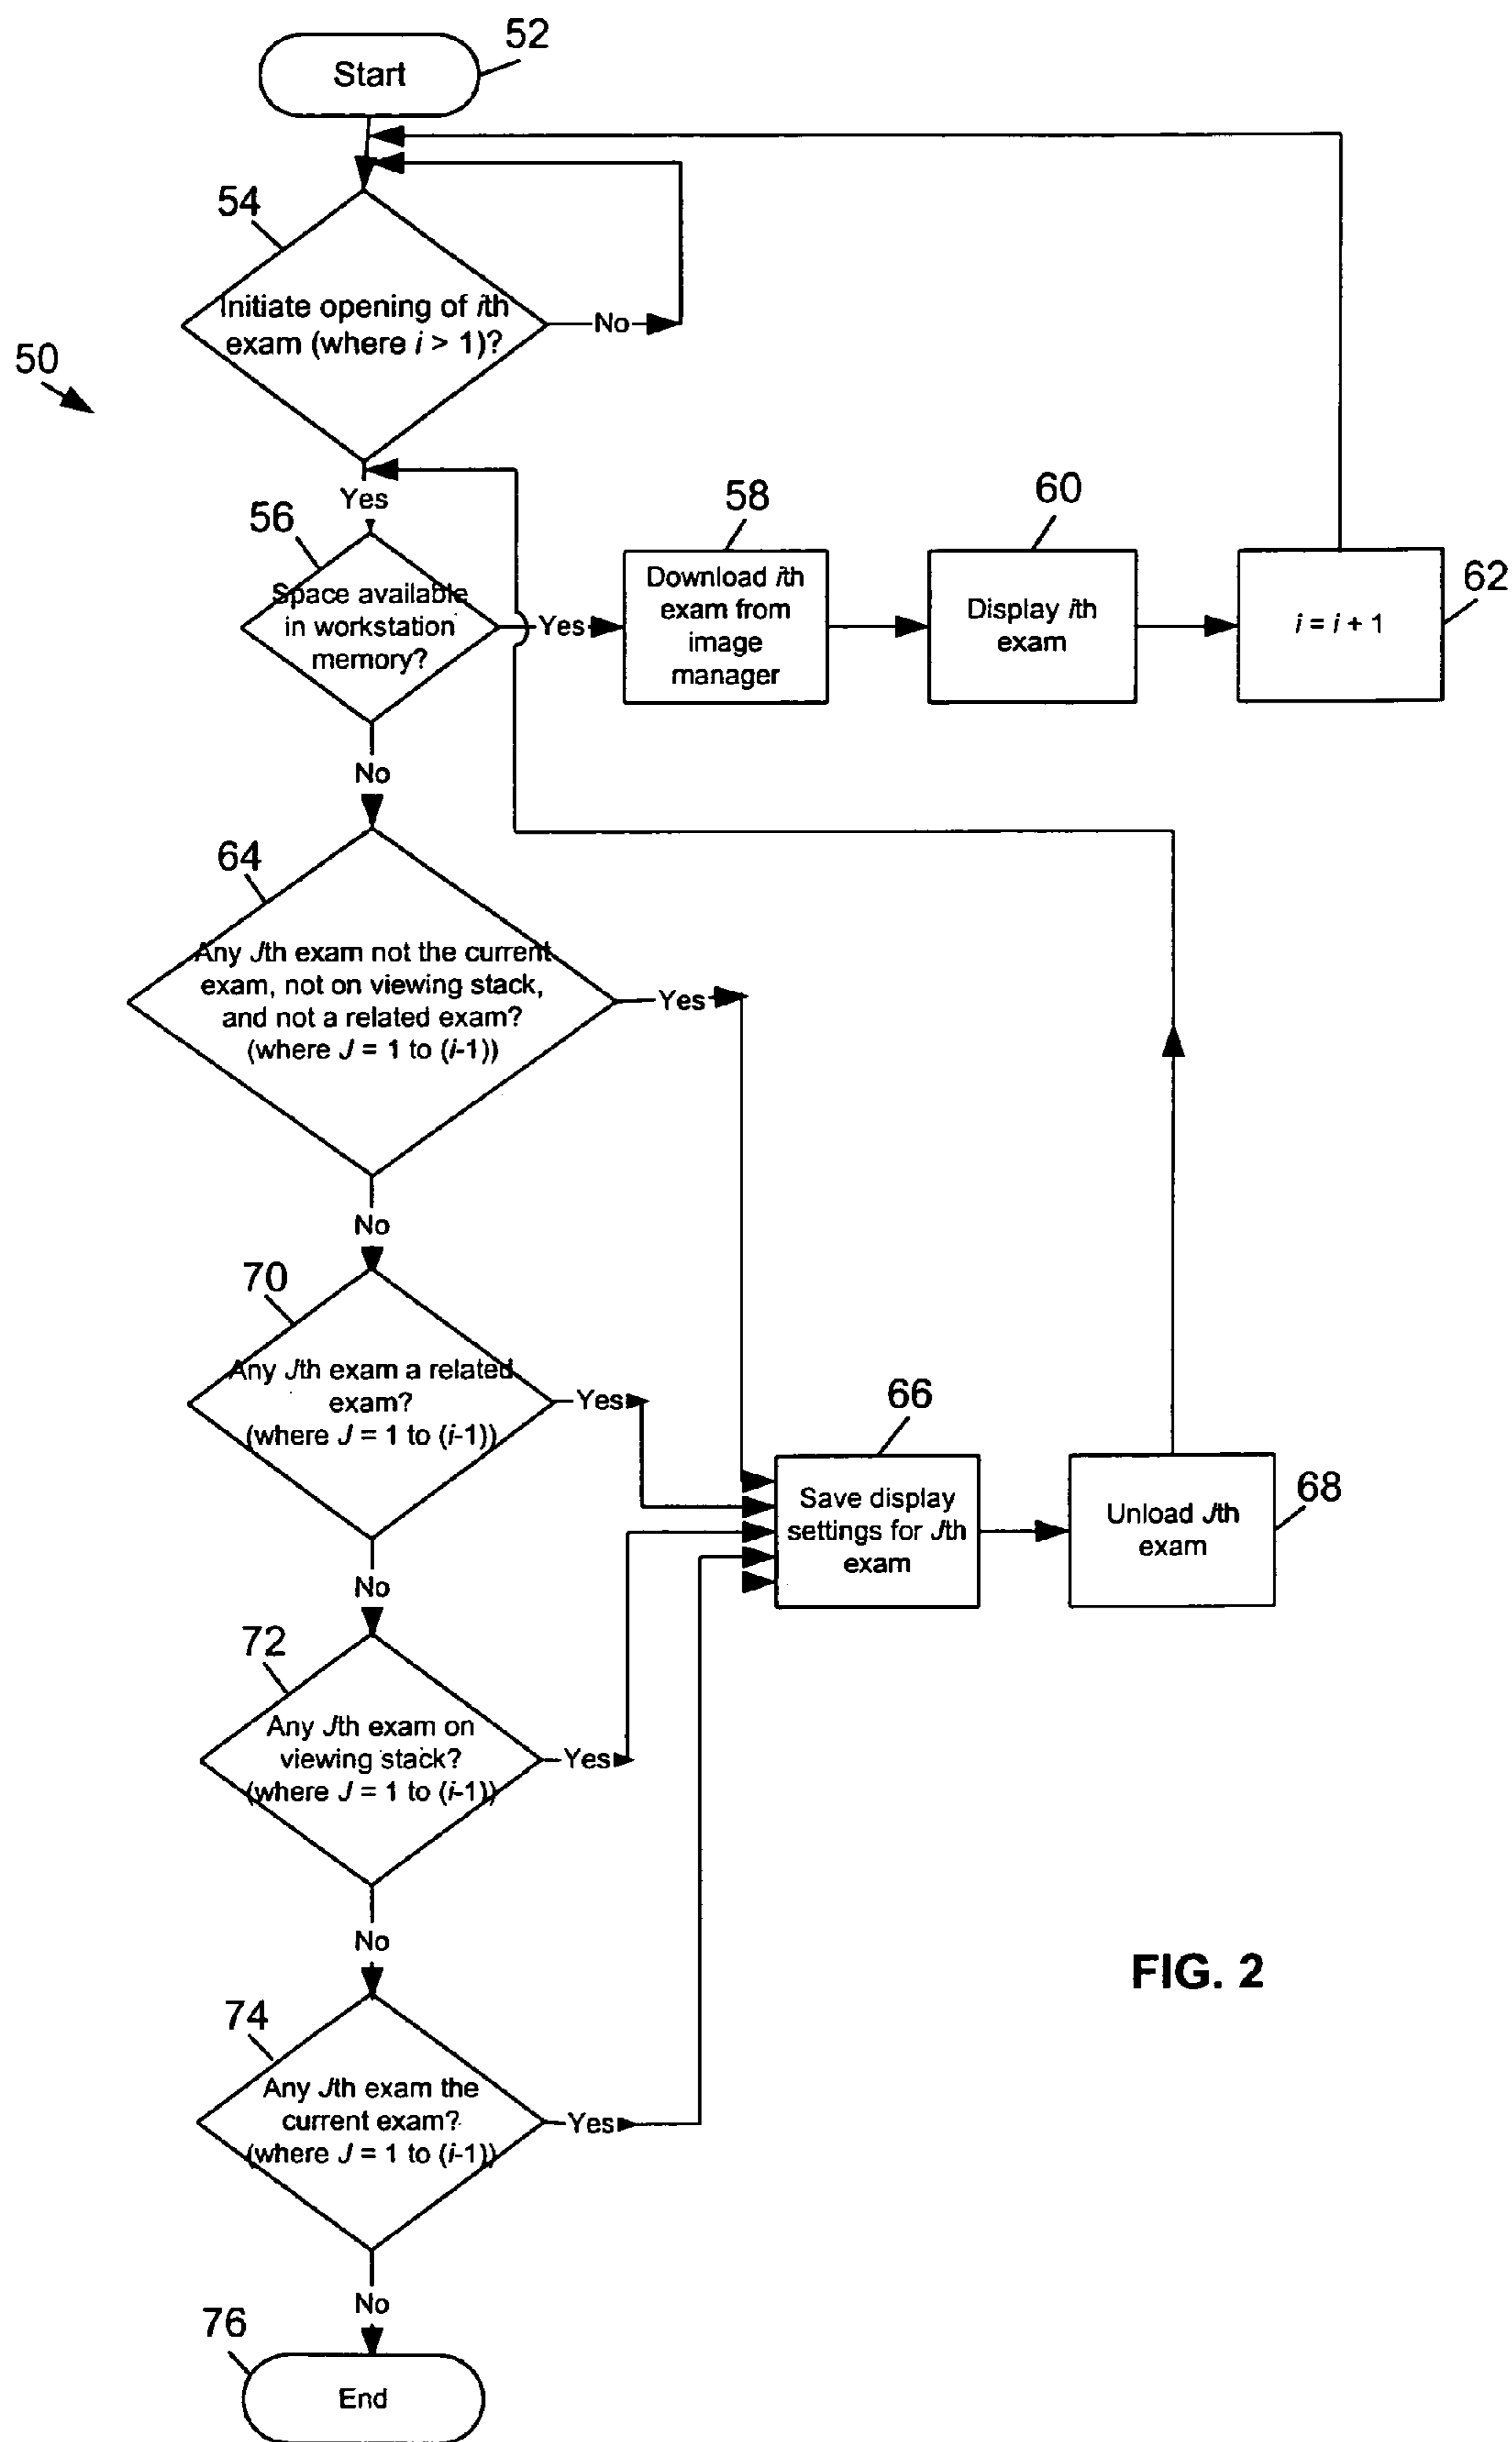 52
Start
54
Initiate opening of ith
exam (where i > 1)?
No
50
Yes
56
Space available
in workstation
memory?
Yes
58
Download ith
exam from
image
manager
60
Display ith
exam
62
i = i + 1
No
64
Any Jth exam not the current
exam, not on viewing stack,
and not a related exam?
(where J = 1 to (i-1))
Yes
No
70
Any Jth exam a related
exam?
(where J = 1 to (i-1))
Yes
66
Save display
settings for Jth
exam
68
Unload Jth
exam
No
72
Any Jth exam on
viewing stack?
(where J = 1 to (i-1))
Yes
No
74
Any Jth exam the
current exam?
(where J = 1 to (i-1))
Yes
FIG. 2
No
76
End